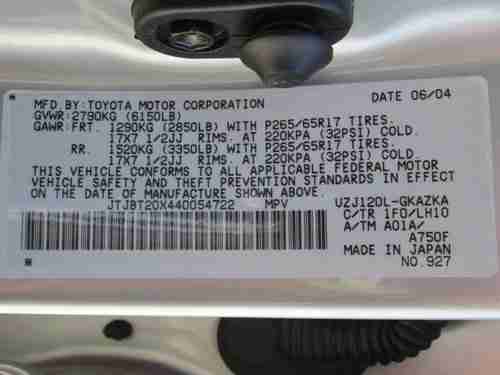 MFD. BY: TOYOTA MOTOR CORPORATION DATE 06/04
GVWR: 2790KG (6150LB)
GAWR: FRT. 1290KG (2850LB) WITH P265/65R17 TIRES.
17X7 1/2JJ RIMS. AT 220KPA (32PSI) COLD.
RR. 1520KG (3350LB) WITH P265/65R17 TIRES.
17X7 1/2JJ RIMS. AT 220KPA (32PSI) COLD.
THIS VEHICLE CONFORMS TO ALL APPLICABLE FEDERAL MOTOR
VEHICLE SAFETY AND THEFT PREVENTION STANDARDS IN EFFECT
ON THE DATE OF MANUFACTURE SHOWN ABOVE.
JTJBT20X440054722 MPV UZJ120L-GKAZKA
C/TR 1F0/LH10
A/TM A01A/
A750F
MADE IN JAPAN
NO. 927